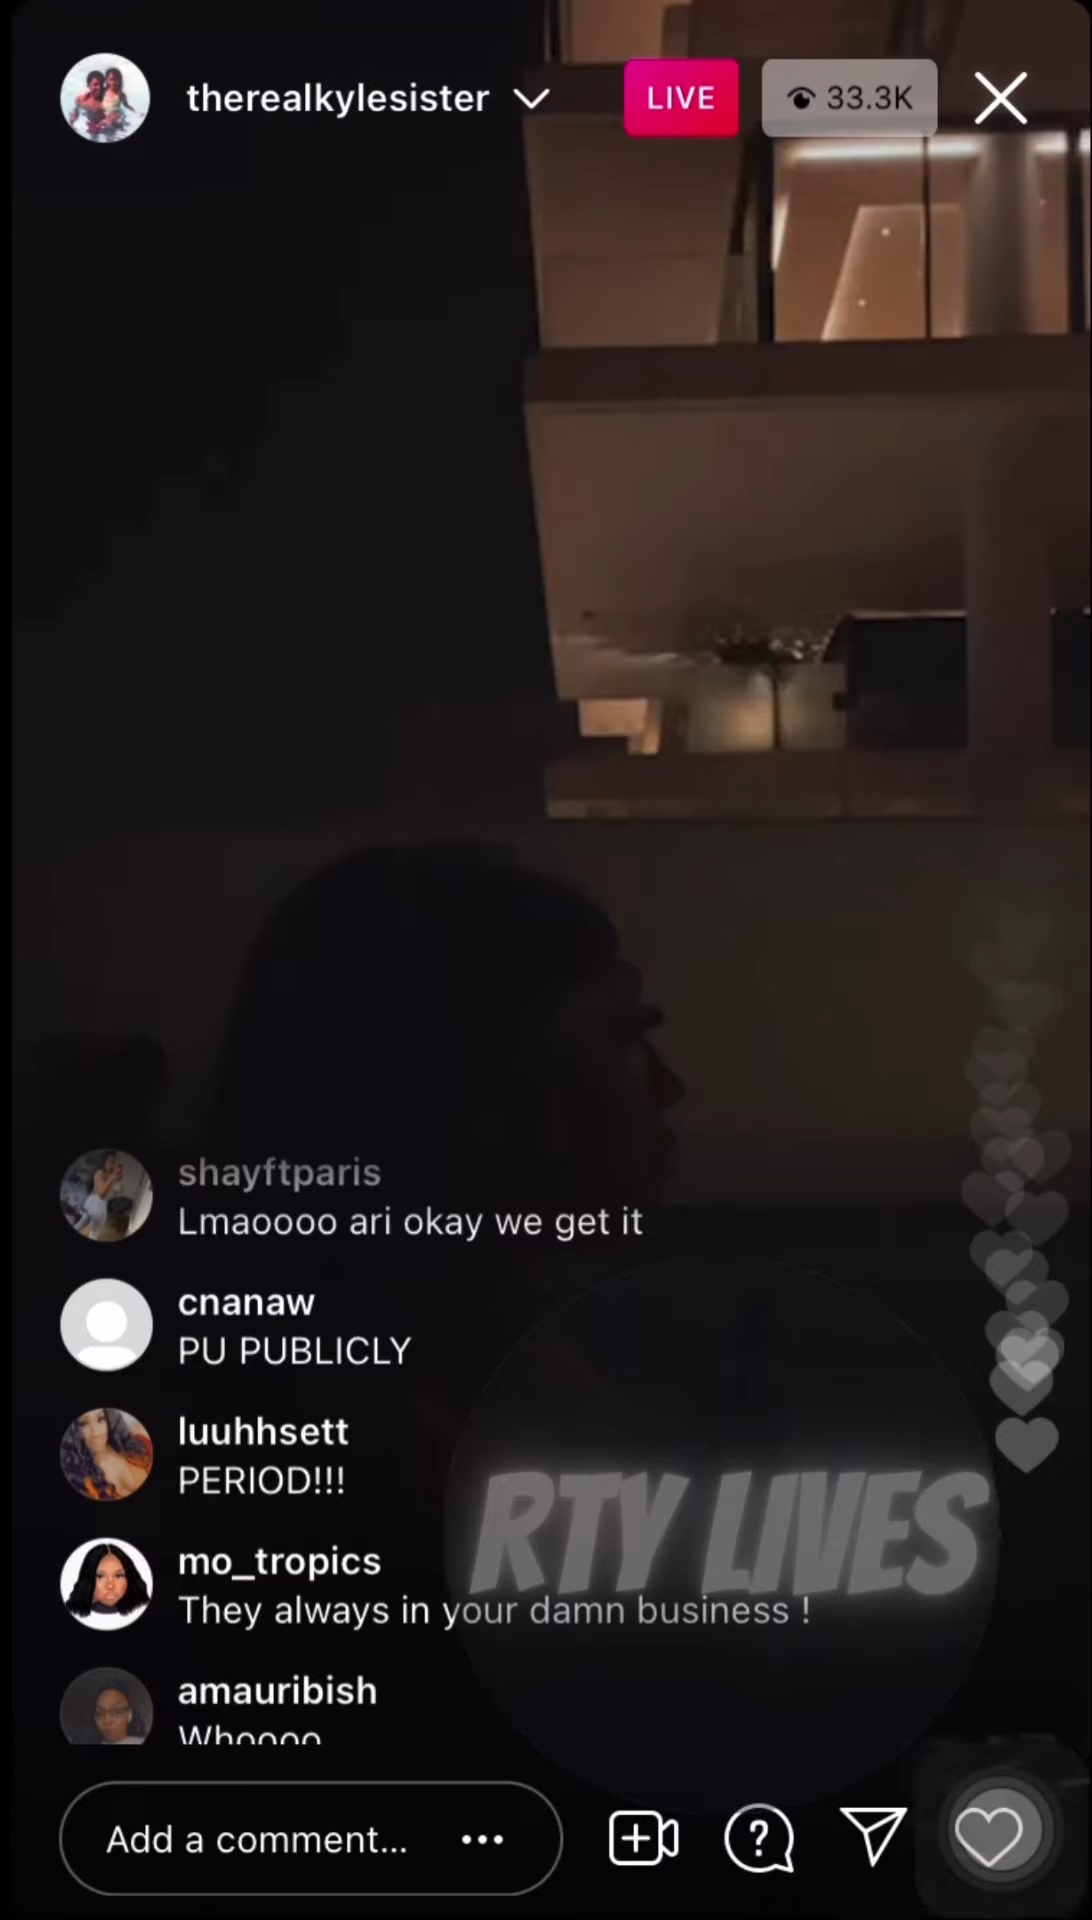 therealkylesister
LIVE
33.3K
shayftparis
Lmaoooo ari okay we get it
cnanaw
PU PUBLICLY
luuhhsett
PERIOD!!!
RTY LIVES
mo_tropics
They always in your damn business !
amauribish
Whoooo
Add a comment...